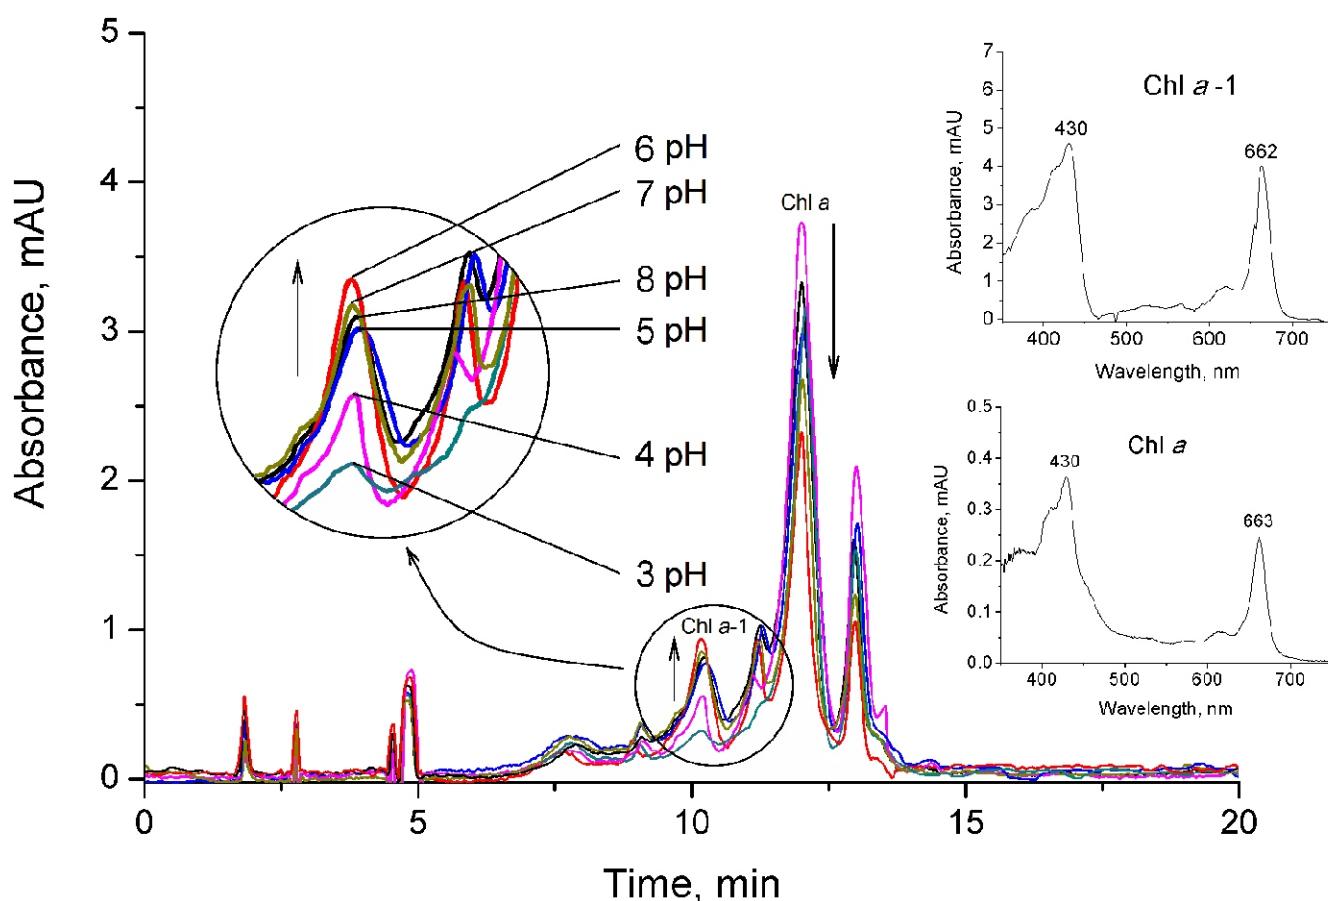 Absorbance, mAU
5
4
3
2
1
0
0
5
10
15
20
Time, min
6 pH
7 pH
8 pH
5 pH
4 pH
3 pH
Chl a
Chl a-1
Chl a -1
Absorbance, mAU
7
6
5
4
3
2
1
0
430
662
400
500
600
700
Wavelength, nm
Chl a
Absorbance, mAU
0.5
0.4
0.3
0.2
0.1
0.0
430
663
400
500
600
700
Wavelength, nm